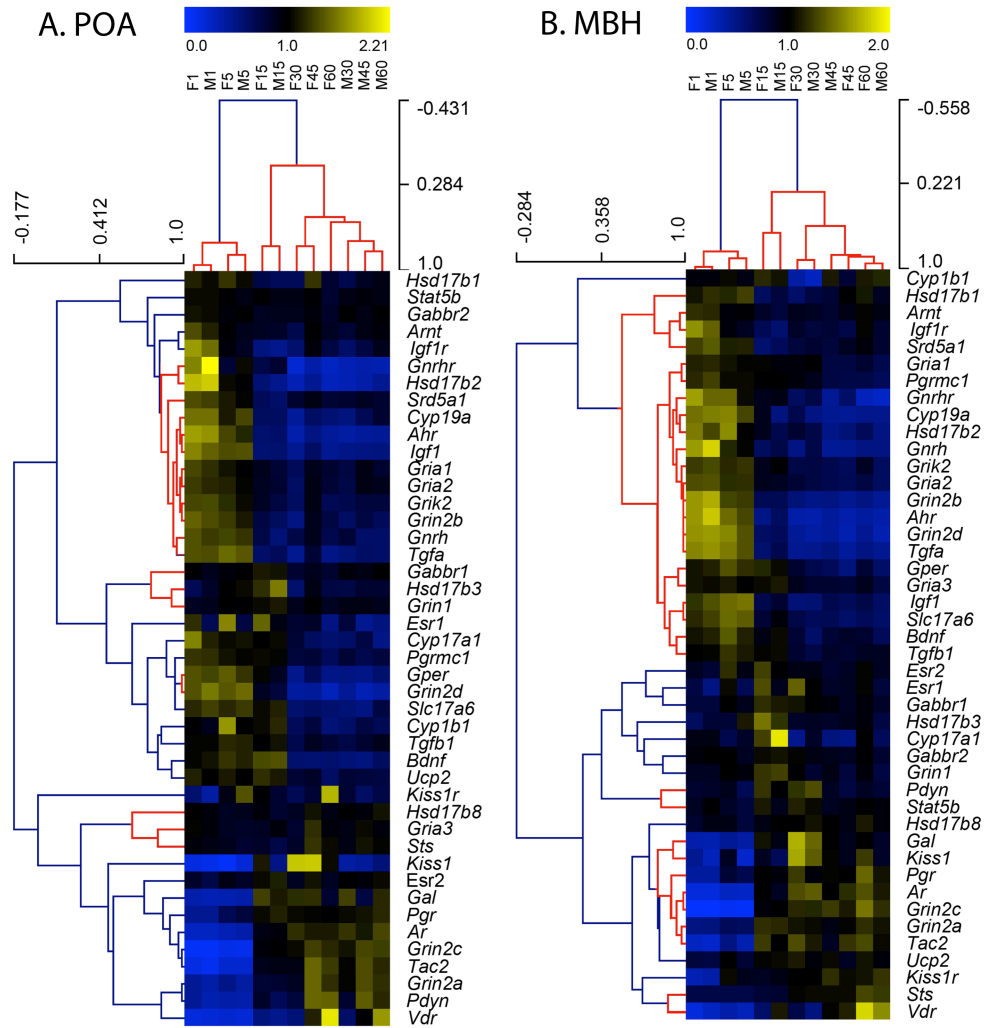 A. POA
0.0 1.0 2.21
F1 M1 F5 M5 F15 M15 F30 F45 F60 M30 M45 M60
-0.431
0.284
1.0
-0.177 0.412 1.0
Hsd17b1
Stat5b
Gabbr2
Arnt
Igf1r
Gnrhr
Hsd17b2
Srd5a1
Cyp19a
Ahr
Igf1
Gria1
Gria2
Grik2
Grin2b
Gnrh
Tgfa
Gabbr1
Hsd17b3
Grin1
Esr1
Cyp17a1
Pgrmc1
Gper
Grin2d
Slc17a6
Cyp1b1
Tgfb1
Bdnf
Ucp2
Kiss1r
Hsd17b8
Gria3
Sts
Kiss1
Esr2
Gal
Pgr
Ar
Grin2c
Tac2
Grin2a
Pdyn
Vdr
B. MBH
0.0 1.0 2.0
F1 M1 F5 M5 F15 M15 F30 M30 M45 F45 F60 M60
-0.558
0.221
1.0
-0.284 0.358 1.0
Cyp1b1
Hsd17b1
Arnt
Igf1r
Srd5a1
Gria1
Pgrmc1
Gnrhr
Cyp19a
Hsd17b2
Gnrh
Grik2
Gria2
Grin2b
Ahr
Grin2d
Tgfa
Gper
Gria3
Igf1
Slc17a6
Bdnf
Tgfb1
Esr2
Esr1
Gabbr1
Hsd17b3
Cyp17a1
Gabbr2
Grin1
Pdyn
Stat5b
Hsd17b8
Gal
Kiss1
Pgr
Ar
Grin2c
Grin2a
Tac2
Ucp2
Kiss1r
Sts
Vdr